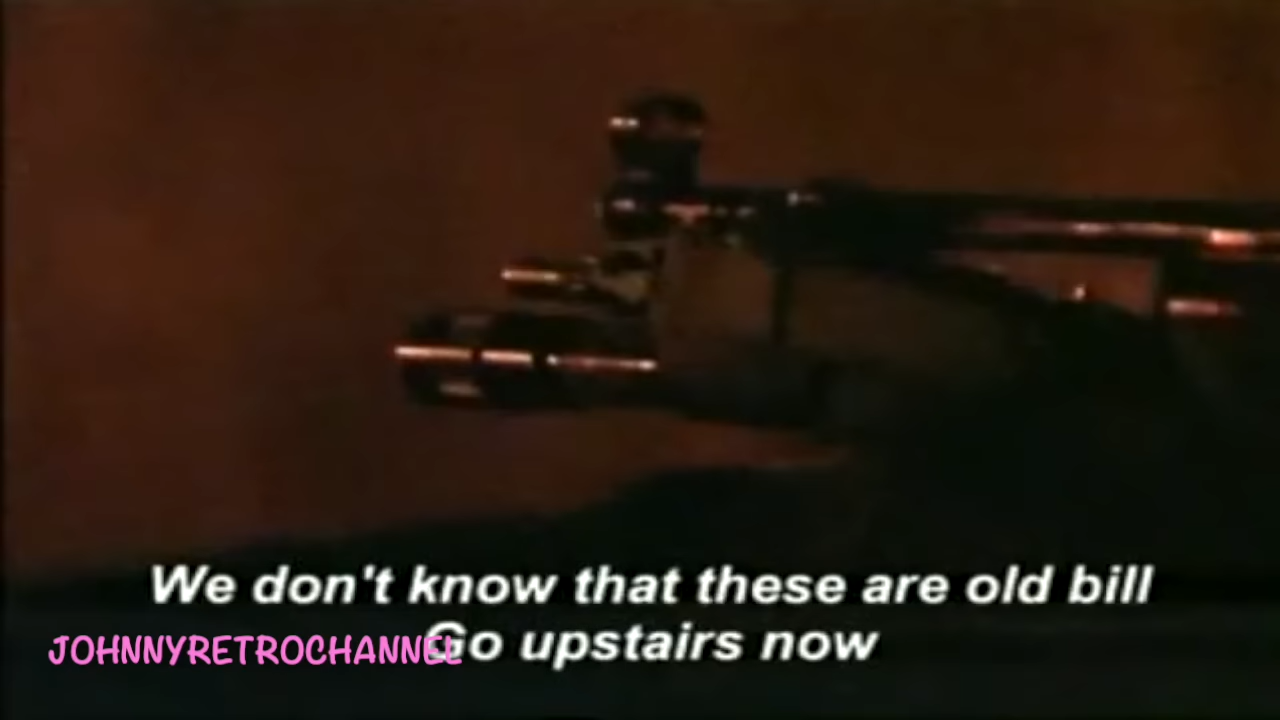 We don't know that these are old bill
Go upstairs now
JOHNNYRETROCHANNEL